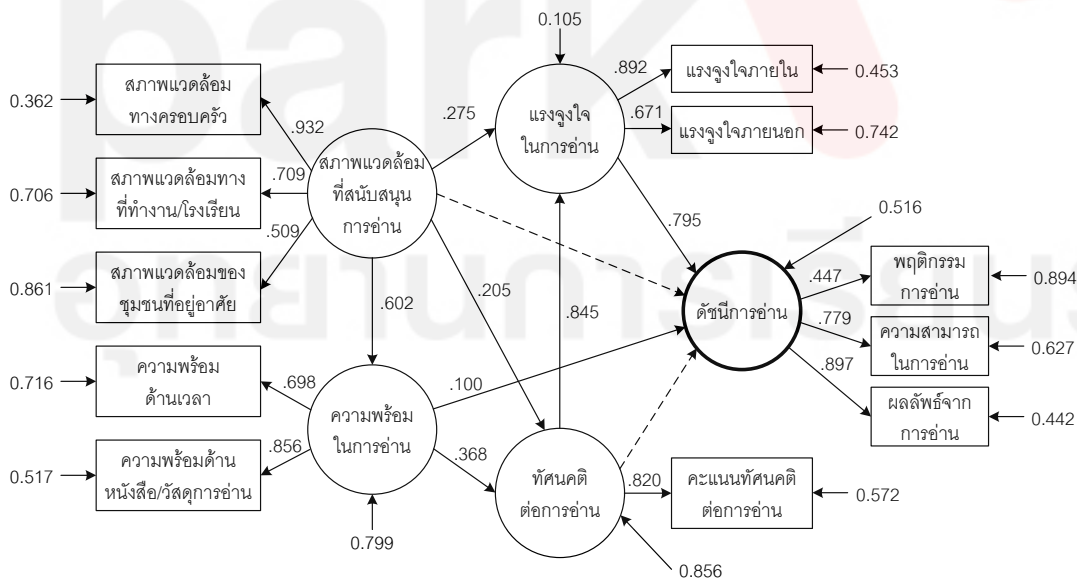 park
อุทยานการเรียนร
0.105
สภาพแวดล้อม
ทางครอบครัว
0.362
.932
.892
แรงจูงใจภายใน
0.453
แรงจูงใจ
ในการอ่าน
.275
.671
แรงจูงใจภายนอก
0.742
สภาพแวดล้อม
ที่สนับสนุน
การอ่าน
สภาพแวดล้อมทาง
ที่ทำงาน/โรงเรียน
0.706
.709
.795
0.516
.509
สภาพแวดล้อมของ
ชุมชนที่อยู่อาศัย
0.861
.205
.602
.845
ดัชนีการอ่าน
.447
พฤติกรรม
การอ่าน
0.894
.779
ความสามารถ
ในการอ่าน
0.627
.897
ผลลัพธ์จาก
การอ่าน
0.442
ความพร้อม
ด้านเวลา
0.716
.698
.100
ความพร้อม
ในการอ่าน
.856
ความพร้อมด้าน
หนังสือ/วัสดุการอ่าน
0.517
.368
ทัศนคติ
ต่อการอ่าน
.820
คะแนนทัศนคติ
ต่อการอ่าน
0.572
0.799
0.856